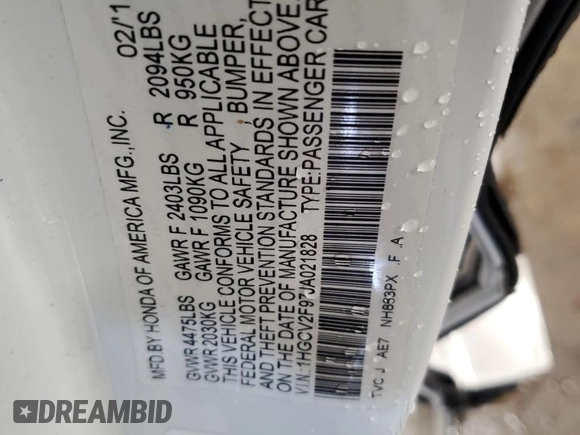 MFD.BY HONDA OF AMERICA MFG.,INC. 02/1
GVWR 4475LBS GAWR F 2403LBS R 2094LBS
GVWR 2030KG GAWR F 1090KG R 950KG
THIS VEHICLE CONFORMS TO ALL APPLICABLE
FEDERAL MOTOR VEHICLE SAFETY BUMPER,
AND THEFT PREVENTION STANDARDS IN EFFECT
ON THE DATE OF MANUFACTURE SHOWN ABOVE.
V.I.N.:1HGCV2F97JA021828 TYPE:PASSENGER CAR
TVC J AE7 NH883PX .F .A
DREAMBID